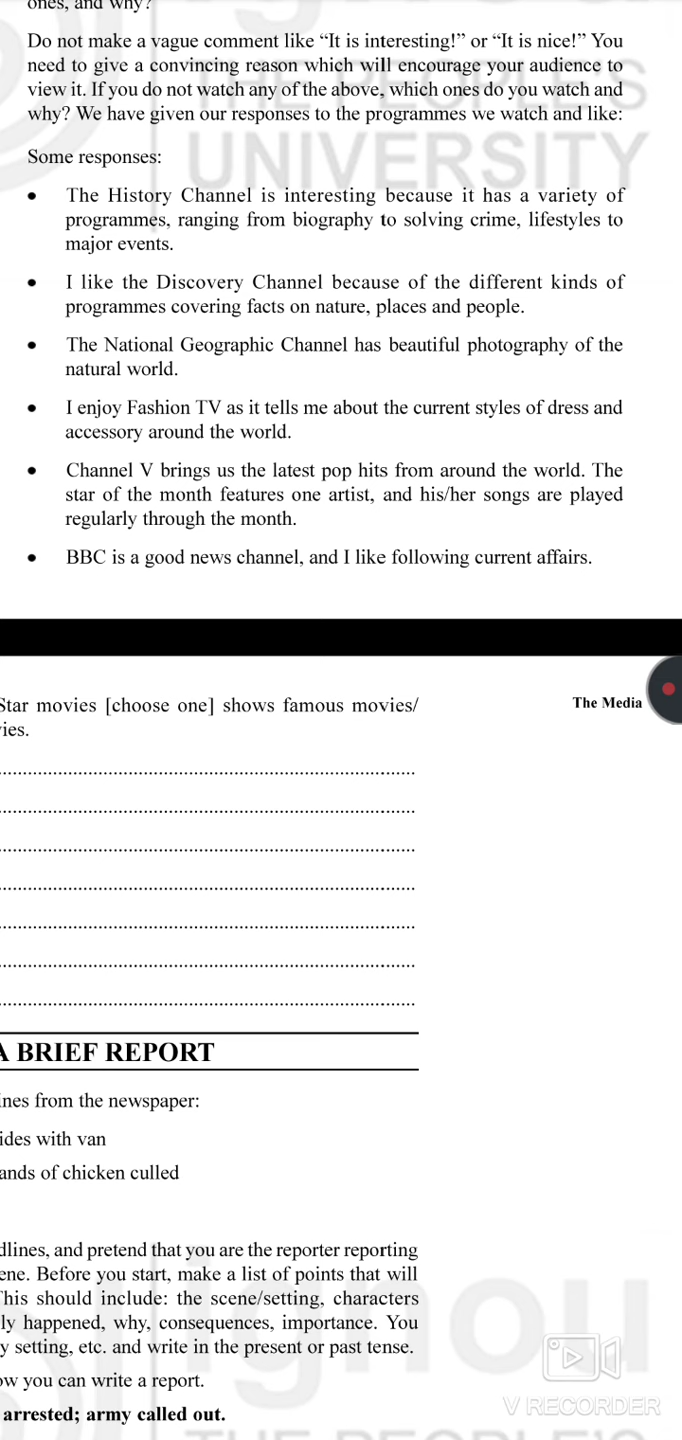 ones, and why?
Do not make a vague comment like “It is interesting!” or “It is nice!” You
need to give a convincing reason which will encourage your audience to
view it. If you do not watch any of the above, which ones do you watch and
why? We have given our responses to the programmes we watch and like:
THE PEOPLE'S
UNIVERSITY
Some responses:
• The History Channel is interesting because it has a variety of
programmes, ranging from biography to solving crime, lifestyles to
major events.
• I like the Discovery Channel because of the different kinds of
programmes covering facts on nature, places and people.
• The National Geographic Channel has beautiful photography of the
natural world.
• I enjoy Fashion TV as it tells me about the current styles of dress and
accessory around the world.
• Channel V brings us the latest pop hits from around the world. The
star of the month features one artist, and his/her songs are played
regularly through the month.
• BBC is a good news channel, and I like following current affairs.
Star movies [choose one] shows famous movies/
The Media
ies.
A BRIEF REPORT
ines from the newspaper:
ides with van
ands of chicken culled
dlines, and pretend that you are the reporter reporting
ene. Before you start, make a list of points that will
This should include: the scene/setting, characters
ly happened, why, consequences, importance. You
y setting, etc. and write in the present or past tense.
ignou
ow you can write a report.
arrested; army called out.
V RECORDER
THE PEOPLE'S